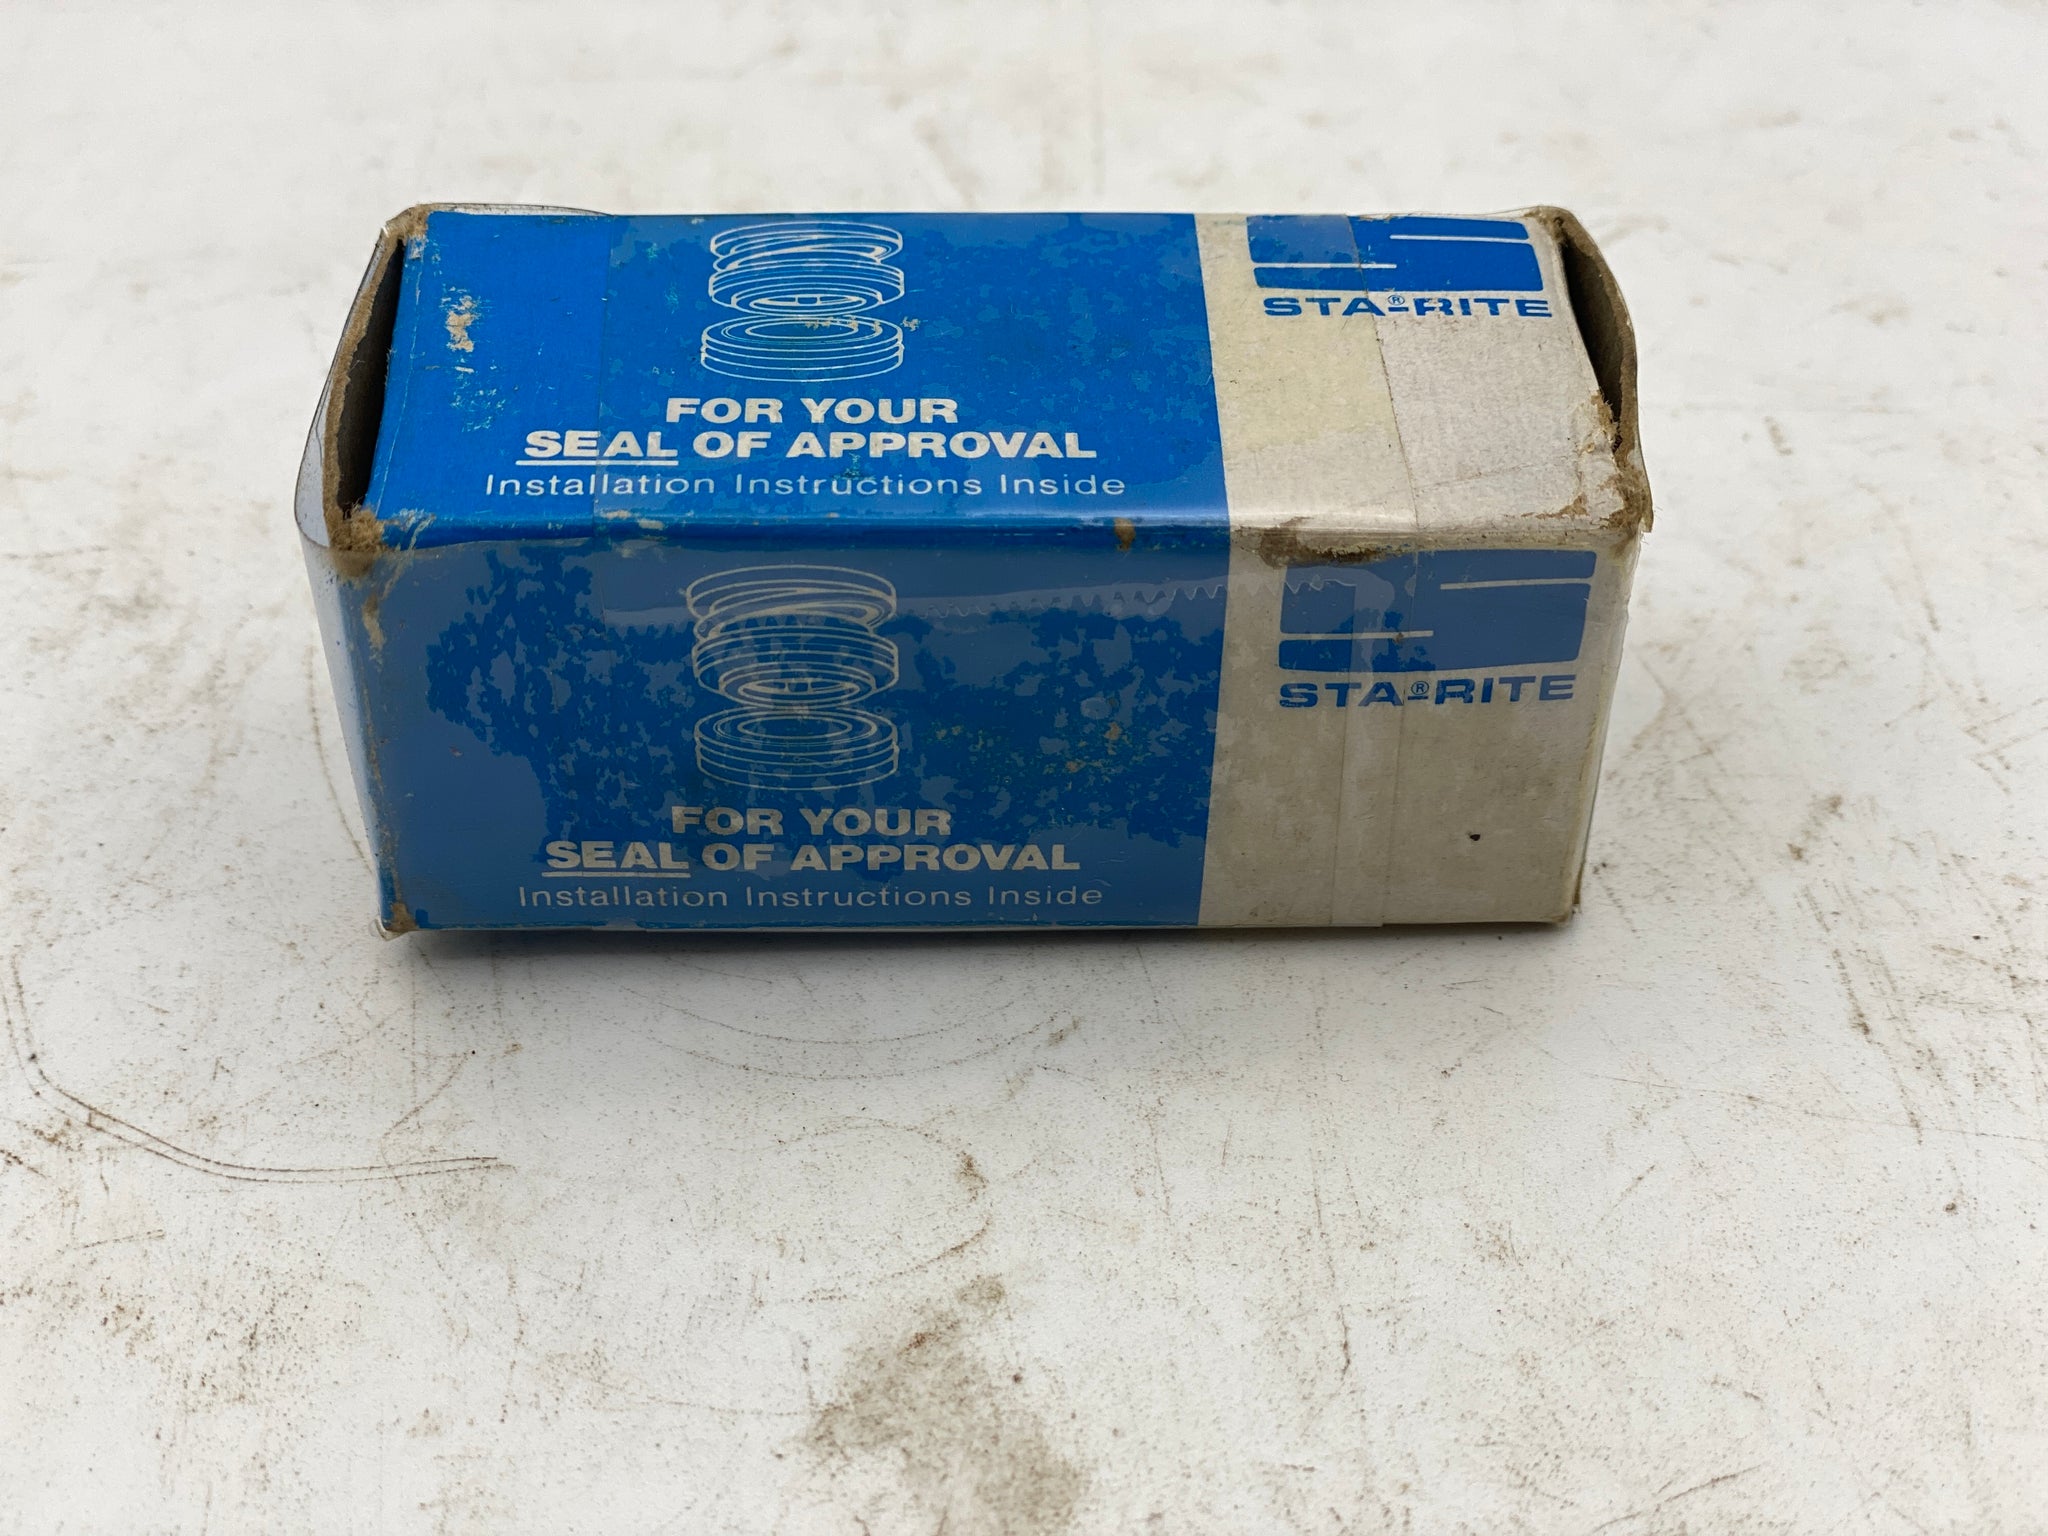 STA-RITE®
FOR YOUR
SEAL OF APPROVAL
Installation Instructions Inside
STA-RITE®
FOR YOUR
SEAL OF APPROVAL
Installation Instructions Inside